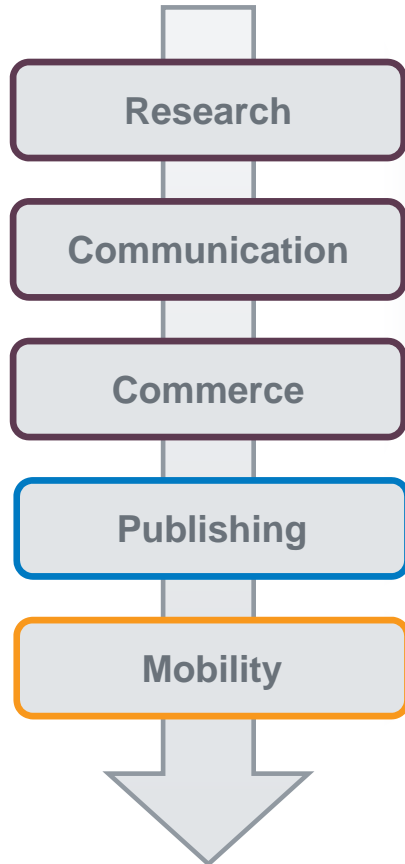 Research
Communication
Commerce
Publishing
Mobility